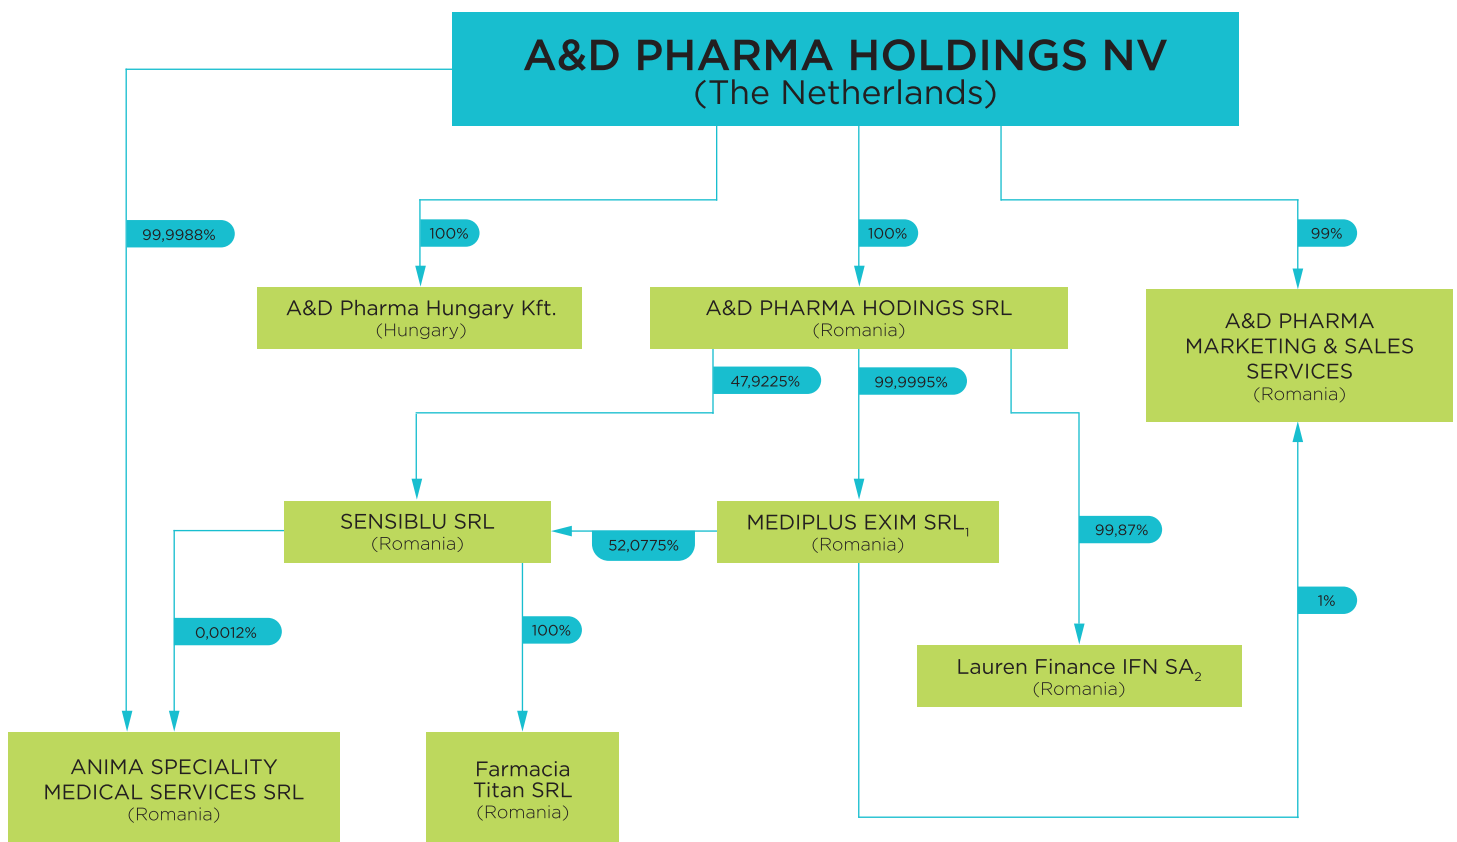 A&D PHARMA HOLDINGS NV
(The Netherlands)
99,9988%
100%
100%
99%
A&D Pharma Hungary Kft.
(Hungary)
A&D PHARMA HODINGS SRL
(Romania)
A&D PHARMA
MARKETING & SALES
SERVICES
(Romania)
47,9225%
99,9995%
SENSIBLU SRL
(Romania)
52,0775%
MEDIPLUS EXIM SRL1
(Romania)
99,87%
1%
0,0012%
100%
Lauren Finance IFN SA2
(Romania)
ANIMA SPECIALITY
MEDICAL SERVICES SRL
(Romania)
Farmacia
Titan SRL
(Romania)